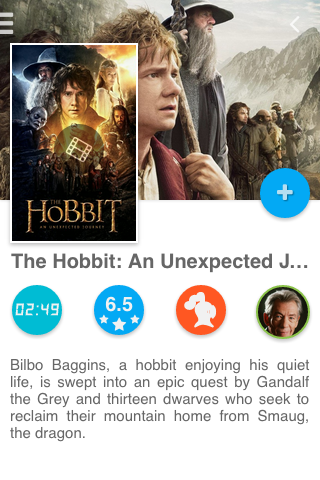 THE
HOBBIT
AN UNEXPECTED JOURNEY
The Hobbit: An Unexpected J...
02:49
6.5
Bilbo Baggins, a hobbit enjoying his quiet
life, is swept into an epic quest by Gandalf
the Grey and thirteen dwarves who seek to
reclaim their mountain home from Smaug,
the dragon.